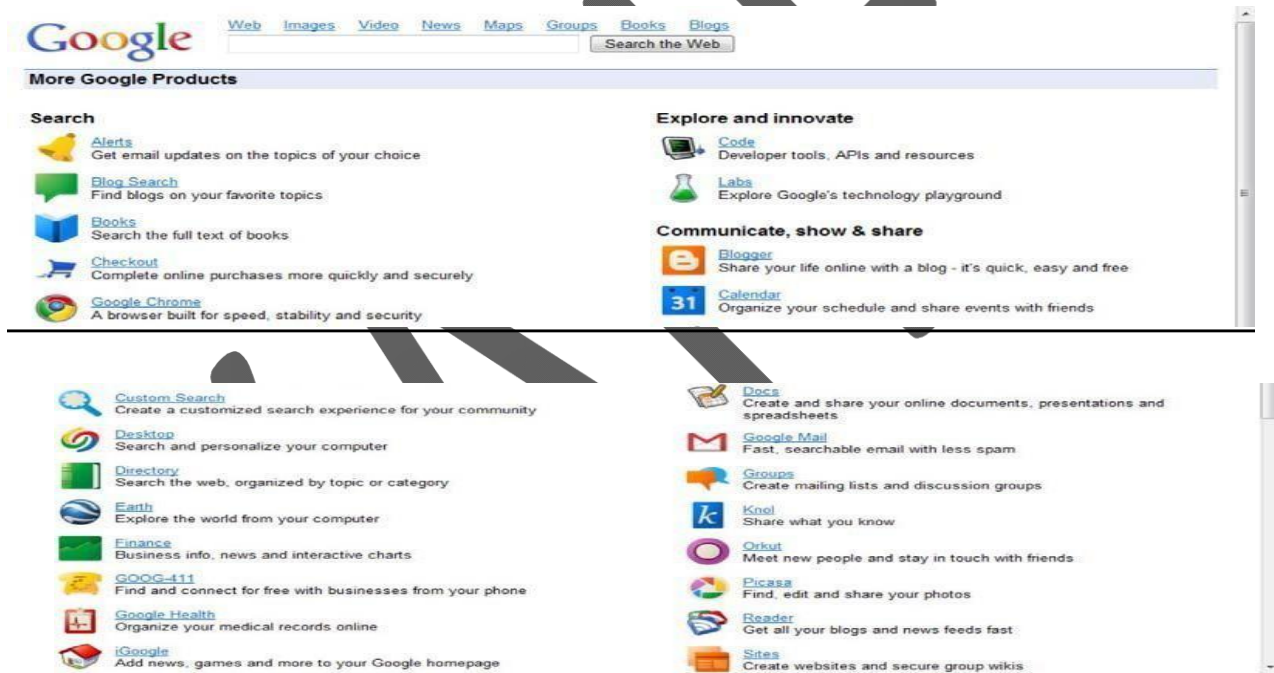 Google
Web Images Video News Maps Groups Books Blogs
Search the Web
More Google Products
Search
Alerts
Get email updates on the topics of your choice
Blog Search
Find blogs on your favorite topics
Books
Search the full text of books
Checkout
Complete online purchases more quickly and securely
Google Chrome
A browser built for speed, stability and security
Explore and innovate
Code
Developer tools, APIs and resources
Labs
Explore Google's technology playground
Communicate, show & share
Blogger
Share your life online with a blog - it's quick, easy and free
31
Calendar
Organize your schedule and share events with friends
Custom Search
Create a customized search experience for your community
Desktop
Search and personalize your computer
Directory
Search the web, organized by topic or category
Earth
Explore the world from your computer
Finance
Business info, news and interactive charts
GOOG-411
Find and connect for free with businesses from your phone
Google Health
Organize your medical records online
iGoogle
Add news, games and more to your Google homepage
Docs
Create and share your online documents, presentations and
spreadsheets
Google Mail
Fast, searchable email with less spam
Groups
Create mailing lists and discussion groups
k
Knol
Share what you know
Orkut
Meet new people and stay in touch with friends
Picasa
Find, edit and share your photos
Reader
Get all your blogs and news feeds fast
Sites
Create websites and secure group wikis